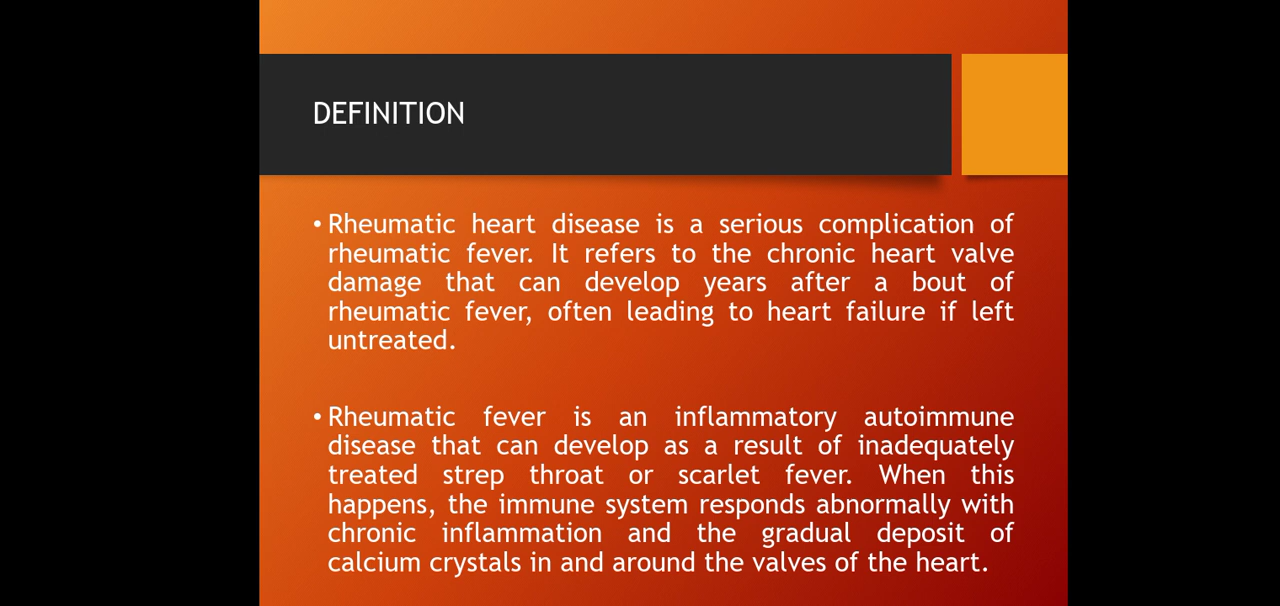 DEFINITION
• Rheumatic heart disease is a serious complication of
rheumatic fever. It refers to the chronic heart valve
damage that can develop years after a bout of
rheumatic fever, often leading to heart failure if left
untreated.
• Rheumatic fever is an inflammatory autoimmune
disease that can develop as a result of inadequately
treated strep throat or scarlet fever. When this
happens, the immune system responds abnormally with
chronic inflammation and the gradual deposit of
calcium crystals in and around the valves of the heart.